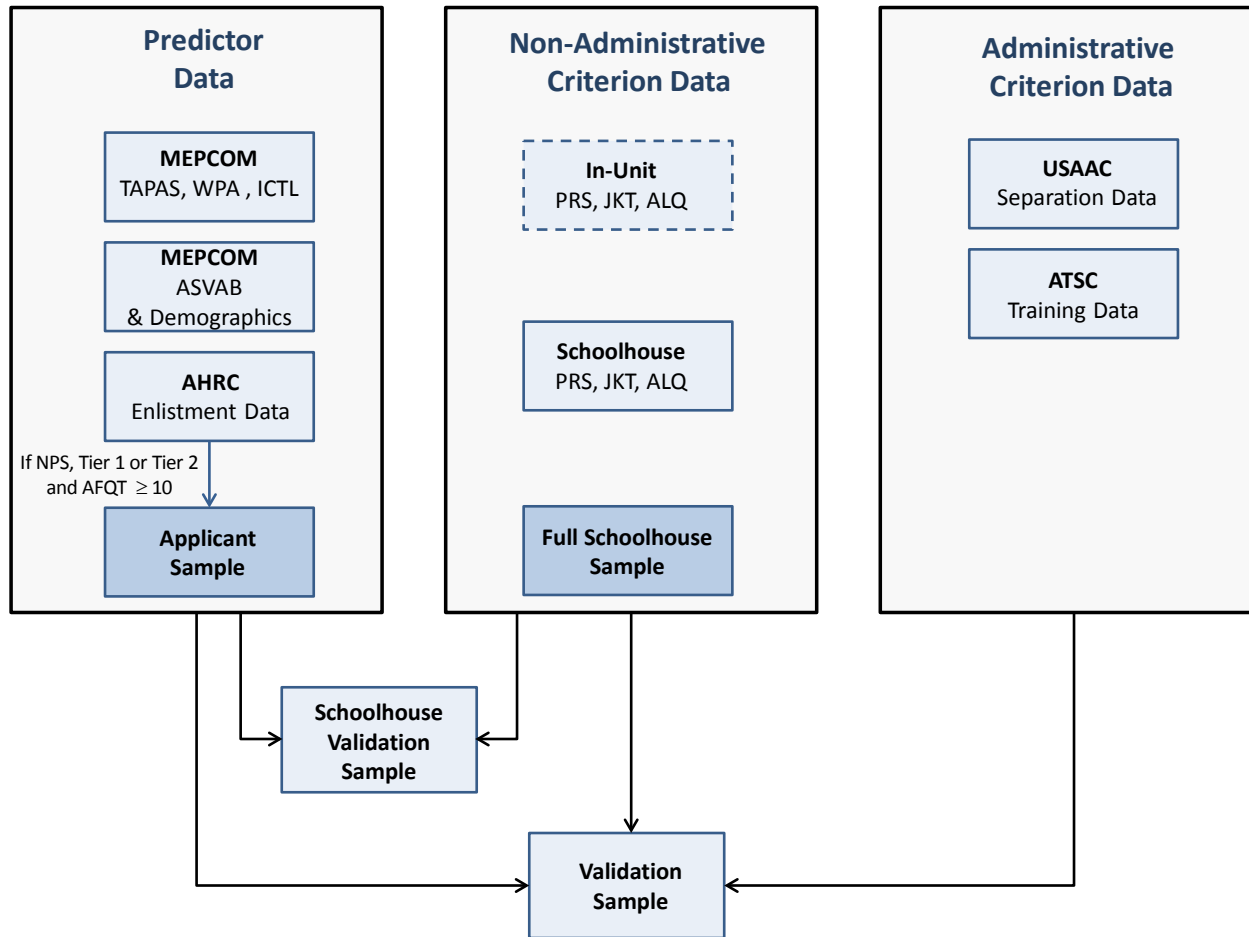 Predictor
Data
MEPCOM
TAPAS, WPA , ICTL
MEPCOM
ASVAB
& Demographics
AHRC
Enlistment Data
If NPS, Tier 1 or Tier 2
and AFQT ≥ 10
Applicant
Sample
Non-Administrative
Criterion Data
In-Unit
PRS, JKT, ALQ
Schoolhouse
PRS, JKT, ALQ
Full Schoolhouse
Sample
Administrative
Criterion Data
USAAC
Separation Data
ATSC
Training Data
Schoolhouse
Validation
Sample
Validation
Sample